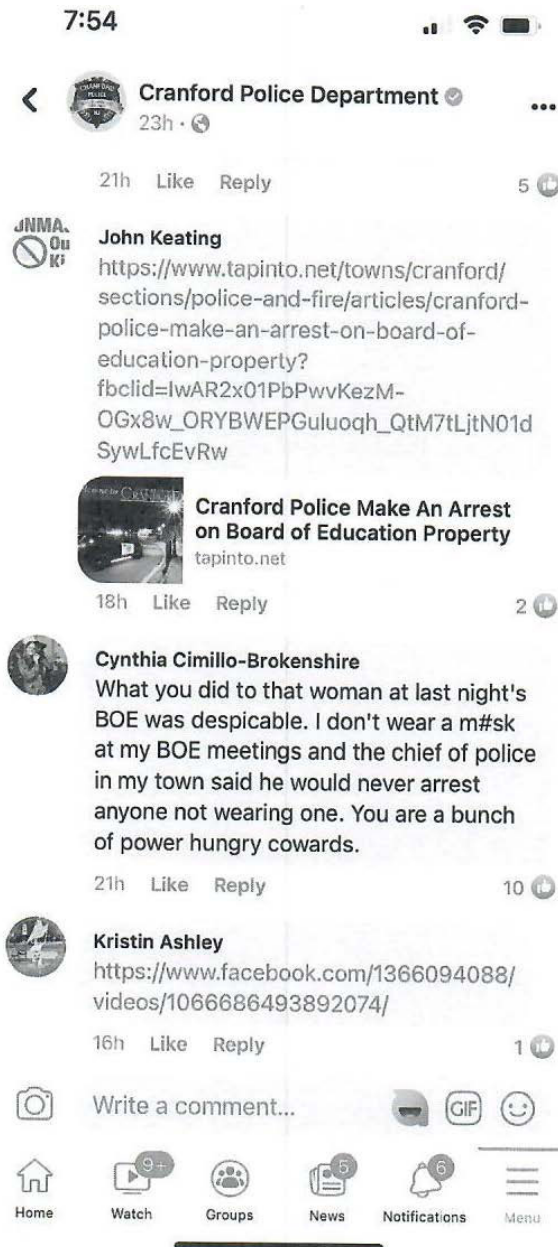 7:54
Cranford Police Department
23h
21h Like Reply 5
John Keating
https://www.tapinto.net/towns/cranford/
sections/police-and-fire/articles/cranford-
police-make-an-arrest-on-board-of-
education-property?
fbclid=IwAR2x01PbPwvKezM-
OGx8w_ORYBWEPGuluoqh_QtM7tLjtN01d
SywLfcEvRw
Cranford Police Make An Arrest
on Board of Education Property
tapinto.net
18h Like Reply 2
Cynthia Cimillo-Brokenshire
What you did to that woman at last night's
BOE was despicable. I don't wear a m#sk
at my BOE meetings and the chief of police
in my town said he would never arrest
anyone not wearing one. You are a bunch
of power hungry cowards.
21h Like Reply 10
Kristin Ashley
https://www.facebook.com/1366094088/
videos/1066686493892074/
16h Like Reply 1
Write a comment... GIF
9+ 5 6
Home Watch Groups News Notifications Menu